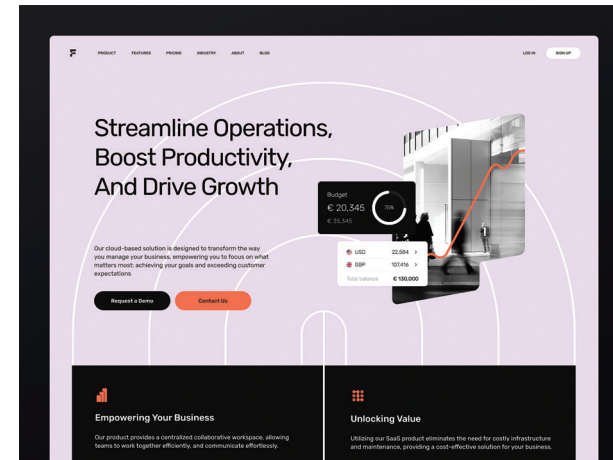 PRODUCT FEATURES PRICING INDUSTRY ABOUT BLOG
LOG IN SIGN UP
Streamline Operations,
Boost Productivity,
And Drive Growth
Budget
€ 20,345
€ 35,345
75%
USD 22,584 >
GBP 107,416 >
Total balance € 130,000
Our cloud-based solution is designed to transform the way
you manage your business, empowering you to focus on what
matters most: achieving your goals and exceeding customer
expectations
Request a Demo Contact Us
Empowering Your Business
Our product provides a centralized collaborative workspace, allowing
teams to work together efficiently, and communicate effortlessly.
Unlocking Value
Utilizing our SaaS product eliminates the need for costly infrastructure
and maintenance, providing a cost-effective solution for your business.